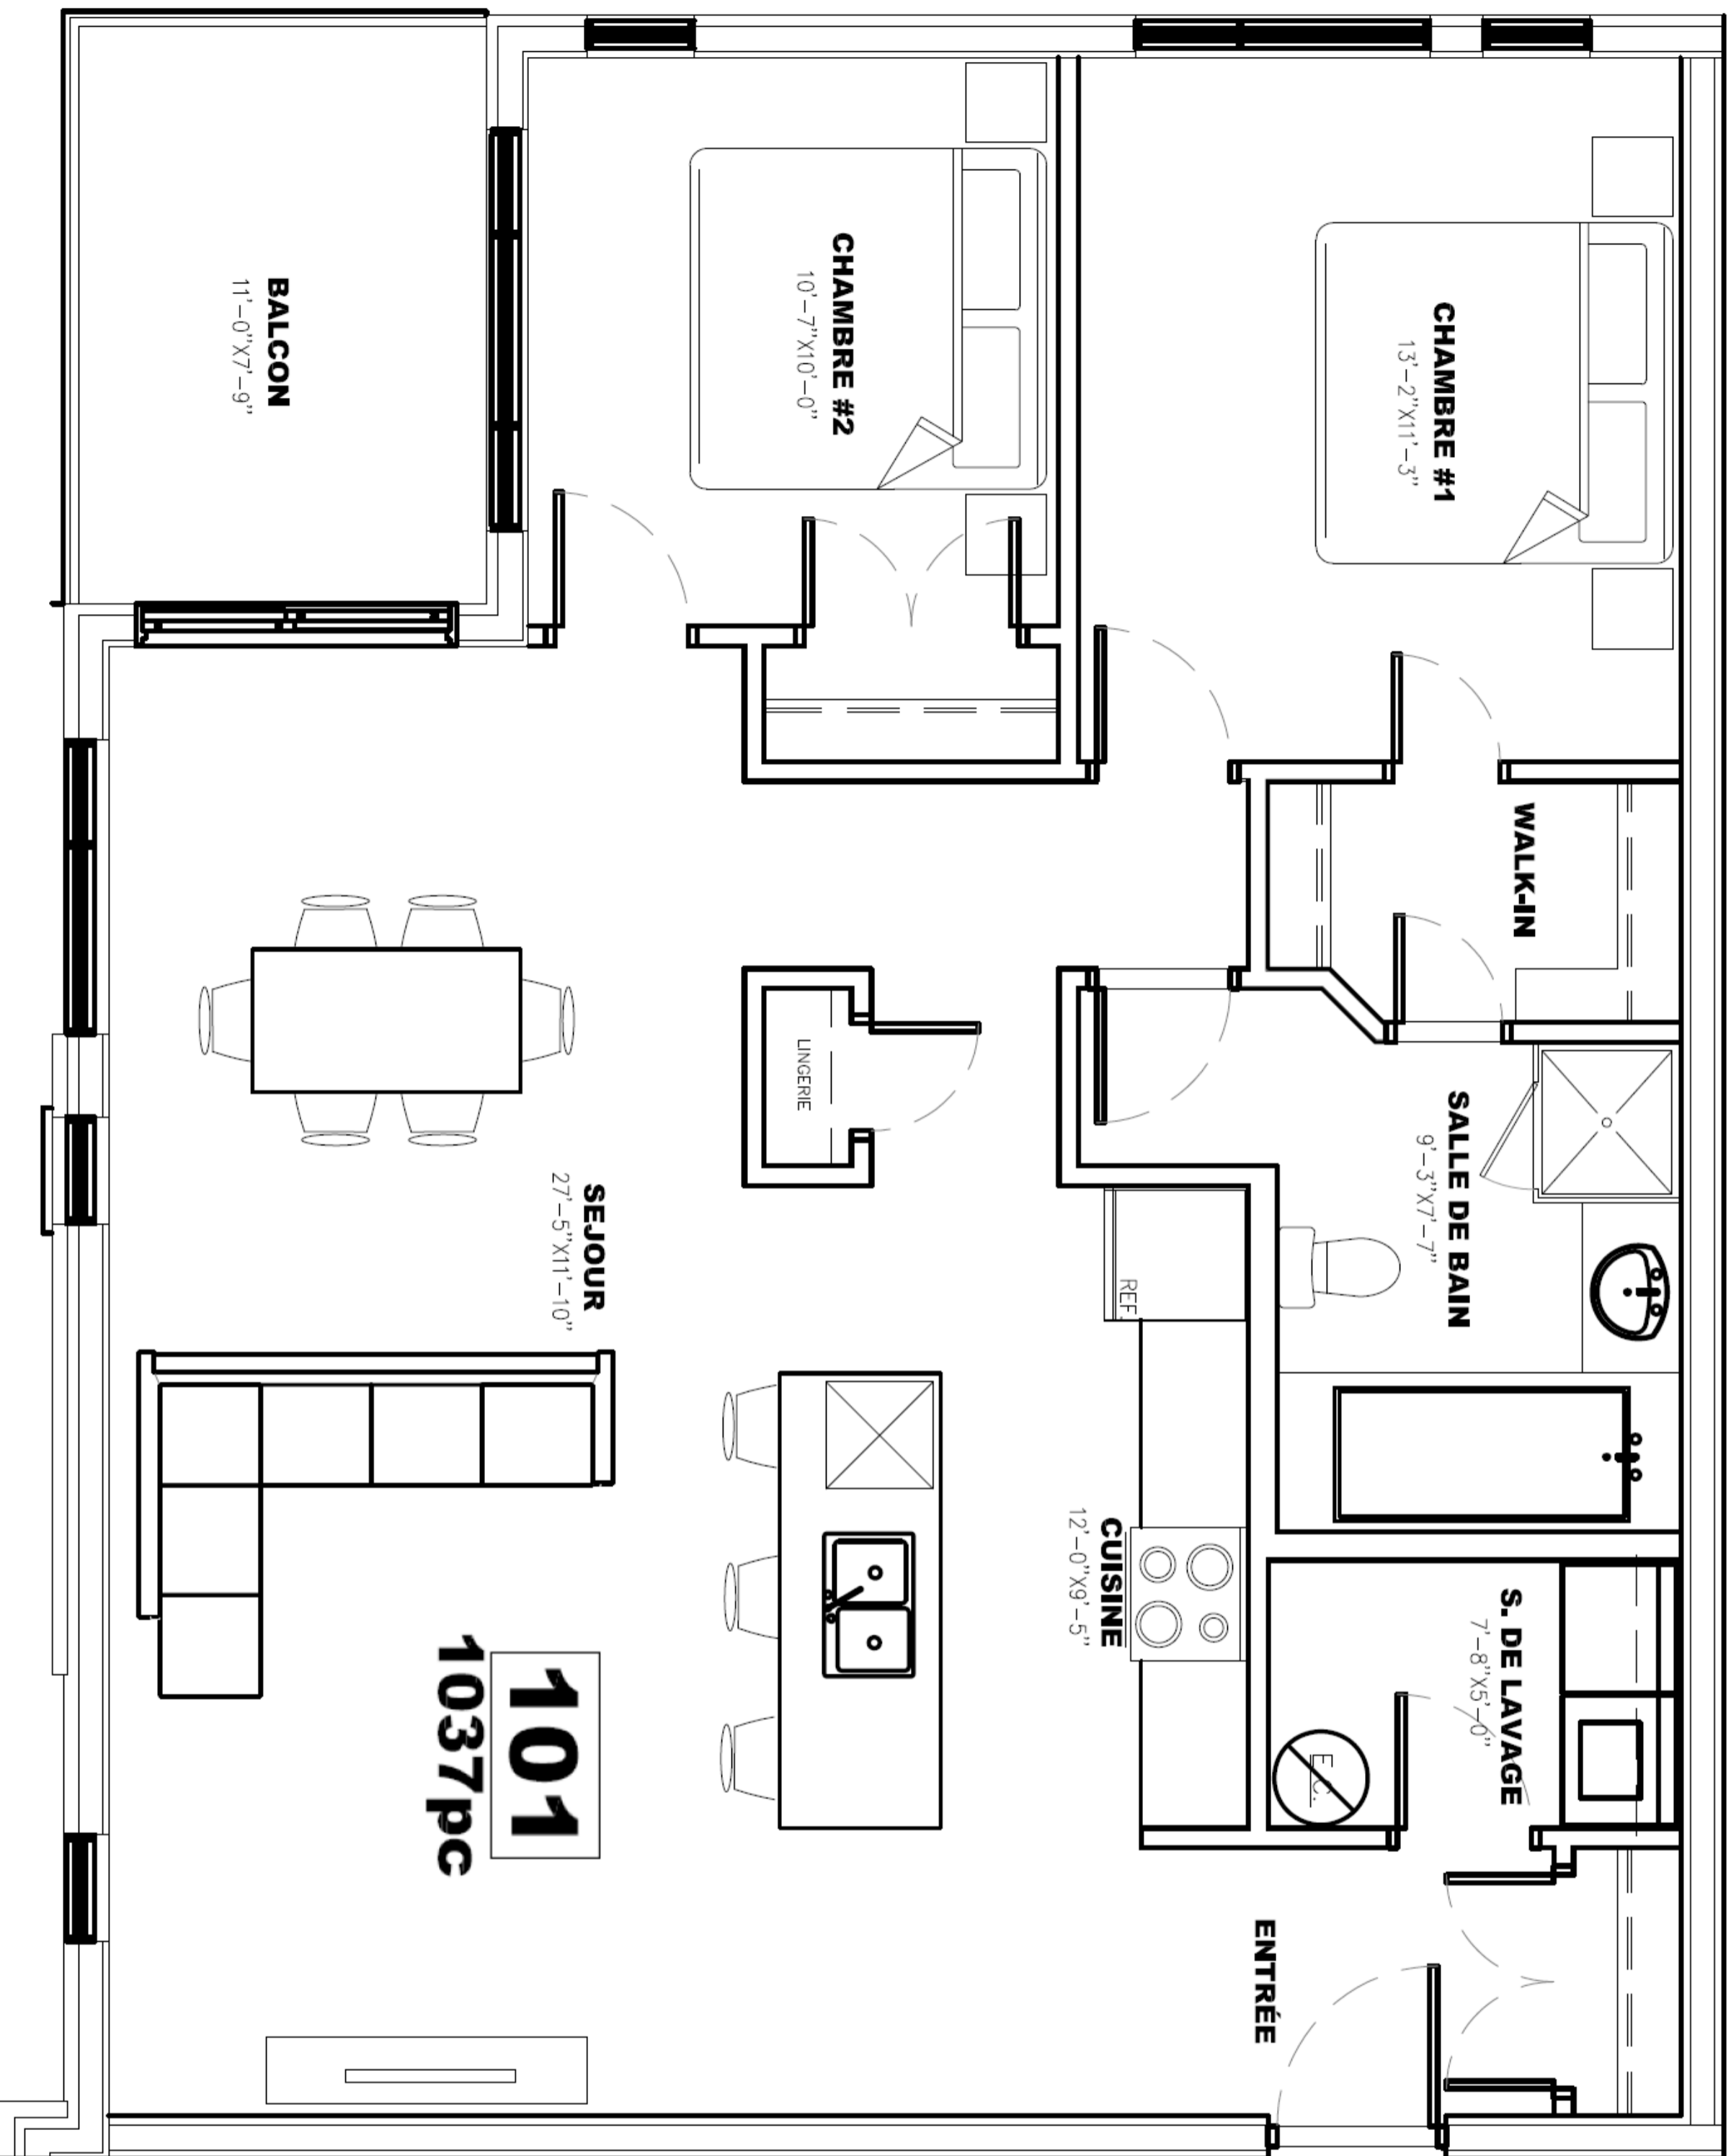 CHAMBRE #1
13'-2"X11'-3"
WALK-IN
SALLE DE BAIN
9'-3"X7'-7"
S. DE LAVAGE
7'-8"X5'-0"
E.C.
ENTRÉE
CHAMBRE #2
10'-7"X10'-0"
LINGERIE
REF.
CUISINE
12'-0"X9'-5"
BALCON
11'-0"X7'-9"
SEJOUR
27'-5"X11'-10"
101
1037pc